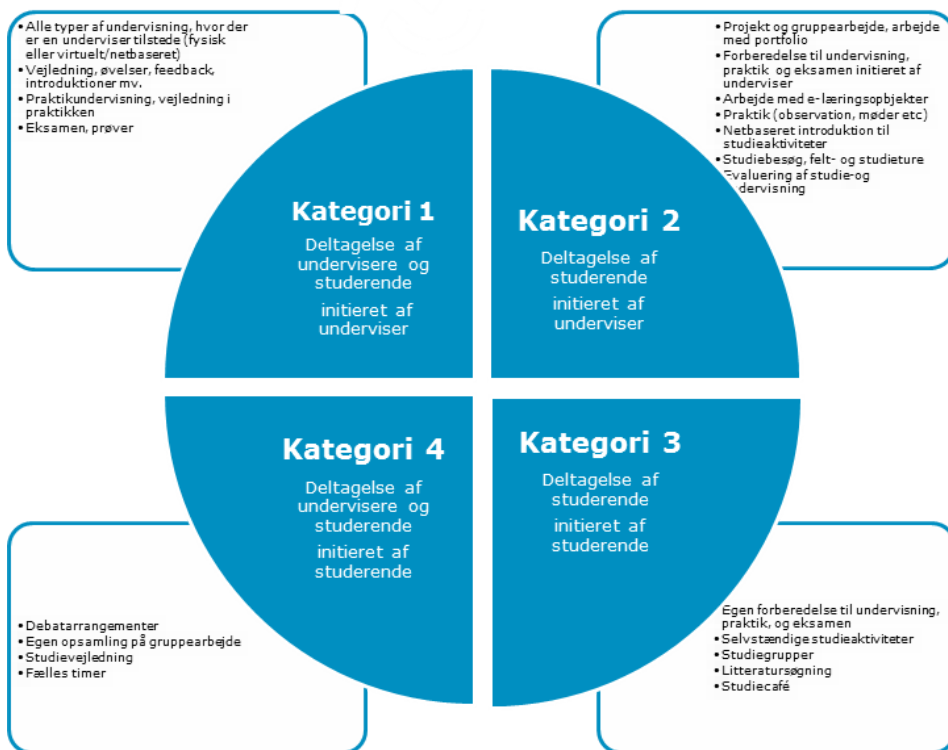 • Alle typer af undervisning, hvor der
er en underviser tilstede (fysisk
eller virtuelt/netbaseret)
• Vejledning, øvelser, feedback,
introduktioner mv.
• Praktikundervisning, vejledning i
praktikken
• Eksamen, prøver
• Projekt og gruppearbejde, arbejde
med portfolio
• Forberedelse til undervisning,
praktik og eksamen initieret af
underviser
• Arbejde med e-læringsobjekter
• Praktik (observation, møder etc)
• Netbaseret introduktion til
studieaktiviteter
• Studiebesøg, felt- og studieture
Evaluering af studie-og
undervisning
Kategori 1
Deltagelse af
undervisere og
studerende
initieret af
underviser
Kategori 2
Deltagelse af
studerende
initieret af
underviser
Kategori 4
Deltagelse af
undervisere og
studerende
initieret af
studerende
Kategori 3
Deltagelse af
studerende
initieret af
studerende
• Debatarrangementer
• Egen opsamling på gruppearbejde
• Studievejledning
• Fælles timer
Egen forberedelse til undervisning,
praktik, og eksamen
• Selvstændige studieaktiviteter
• Studiegrupper
• Litteratursøgning
• Studiecafé